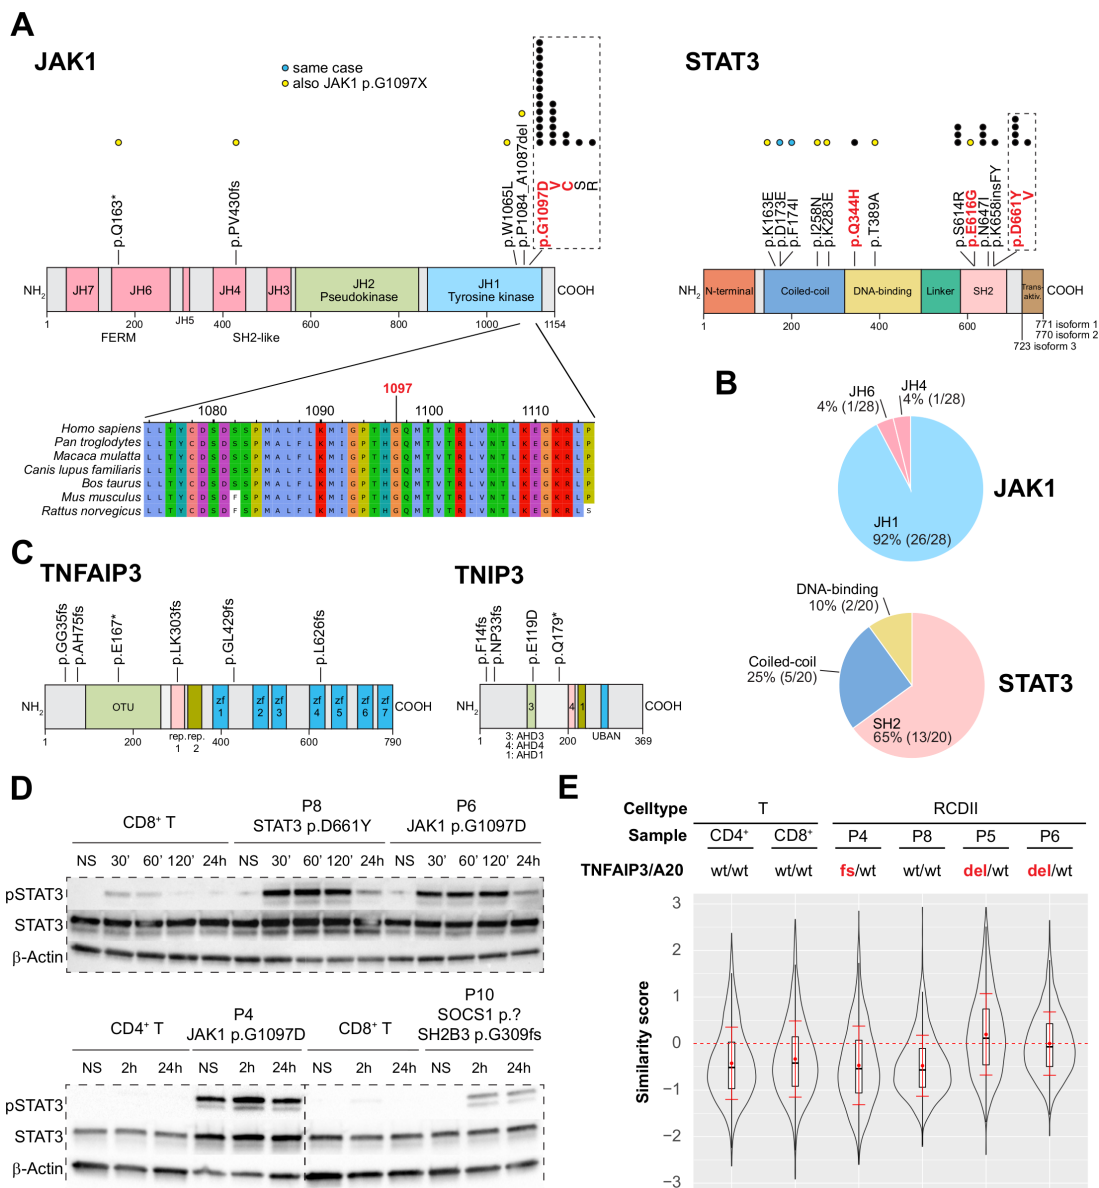 A
JAK1
same case
also JAK1 p.G1097X
p.Q163*
p.PV430fs
p.W1065L
p.P1084_A1087del
p.G1097D
V
C
S
R
NH2
JH7
JH6
JH5
JH4
JH3
JH2
Pseudokinase
JH1
Tyrosine kinase
COOH
1
200
400
600
800
1000
1154
FERM
SH2-like
1097
1080
1090
1100
1110
Homo sapiens
L L T Y C D S D S S P M A L F L K M I G P T H G Q M T V T R L V N T L K E G K R L P
Pan troglodytes
L L T Y C D S D S S P M A L F L K M I G P T H G Q M T V T R L V N T L K E G K R L P
Macaca mulatta
L L T Y C D S D S S P M A L F L K M I G P T H G Q M T V T R L V N T L K E G K R L P
Canis lupus familiaris
L L T Y C D S D S S P M A L F L K M I G P T H G Q M T V T R L V N T L K E G K R L P
Bos taurus
L L T Y C D S D S S P M A L F L K M I G P T H G Q M T V T R L V N T L K E G K R L P
Mus musculus
L L T Y C D S D F S P M A L F L K M I G P T H G Q M T V T R L V N T L K E G K R L P
Rattus norvegicus
L L T Y C D S D F S P M A L F L K M I G P T H G Q M T V T R L V N T L K E G K R L S
STAT3
p.K163E
p.D173E
p.F174I
p.I258N
p.K283E
p.Q344H
p.T389A
p.S614R
p.E616G
p.N647I
p.K658insFY
p.D661Y
V
NH2
N-terminal
Coiled-coil
DNA-binding
Linker
SH2
Trans-
aktiv.
COOH
1
200
400
600
771 isoform 1
770 isoform 2
723 isoform 3
B
JH6
4% (1/28)
JH4
4% (1/28)
JH1
92% (26/28)
JAK1
DNA-binding
10% (2/20)
Coiled-coil
25% (5/20)
SH2
65% (13/20)
STAT3
C
TNFAIP3
p.GG35fs
p.AH75fs
p.E167*
p.LK303fs
p.GL429fs
p.L626fs
NH2
OTU
rep.
1
rep.
2
zf
1
zf
2
zf
3
zf
4
zf
5
zf
6
zf
7
COOH
200
400
600
790
TNIP3
p.F14fs
p.NP33fs
p.E119D
p.Q179*
NH2
3
4
1
COOH
1
200
369
UBAN
3: AHD3
4: AHD4
1: AHD1
D
CD8+ T
P8
STAT3 p.D661Y
P6
JAK1 p.G1097D
NS 30’ 60’ 120’ 24h NS 30’ 60’ 120’ 24h NS 30’ 60’ 120’ 24h
pSTAT3
STAT3
β-Actin
CD4+ T
P4
JAK1 p.G1097D
CD8+ T
P10
SOCS1 p.?
SH2B3 p.G309fs
NS 2h 24h NS 2h 24h NS 2h 24h NS 2h 24h
pSTAT3
STAT3
β-Actin
E
Celltype T RCDII
Sample CD4+ CD8+ P4 P8 P5 P6
TNFAIP3/A20 wt/wt wt/wt fs/wt wt/wt del/wt del/wt
Similarity score
3
2
1
0
−1
−2
−3